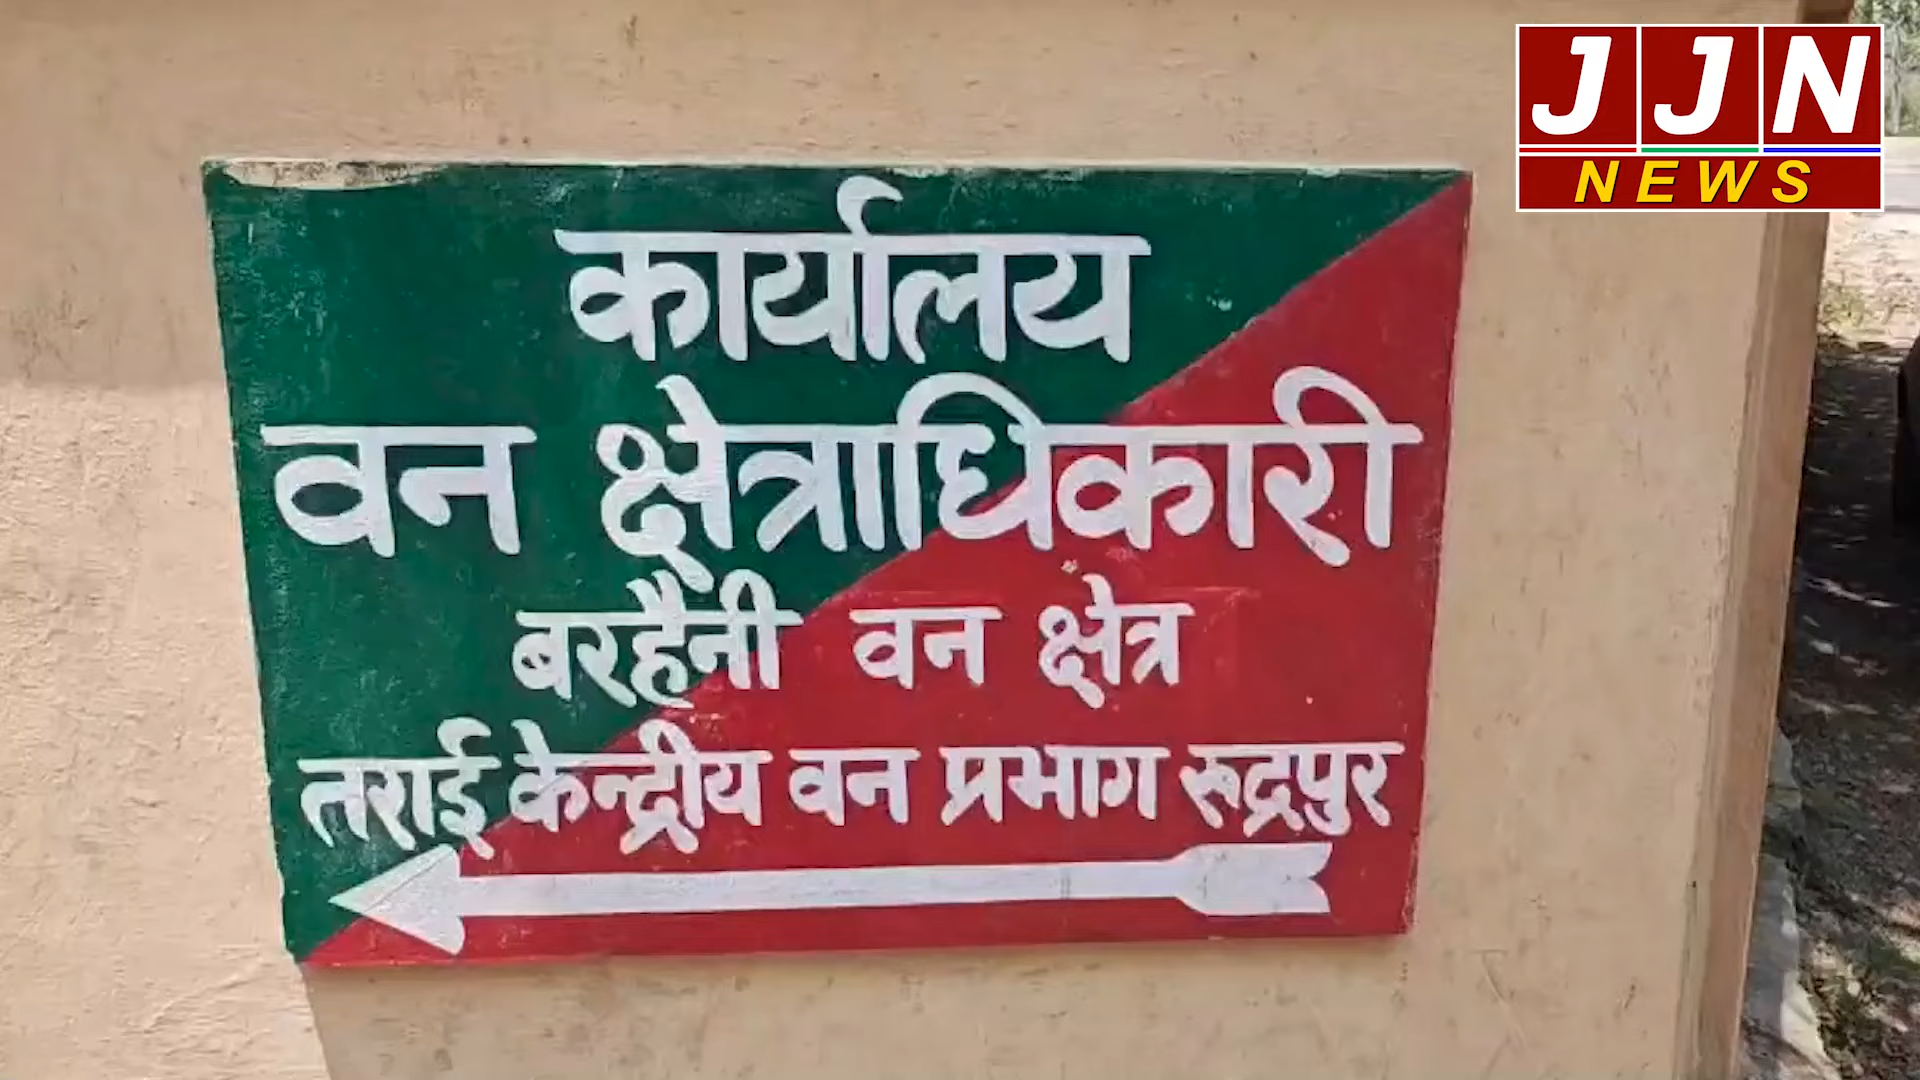 JJN
NEWS
कार्यालय
वन क्षेत्राधिकारी
बरहैनी वन क्षेत्र
तराई केन्द्रीय वन प्रभाग रूद्रपुर